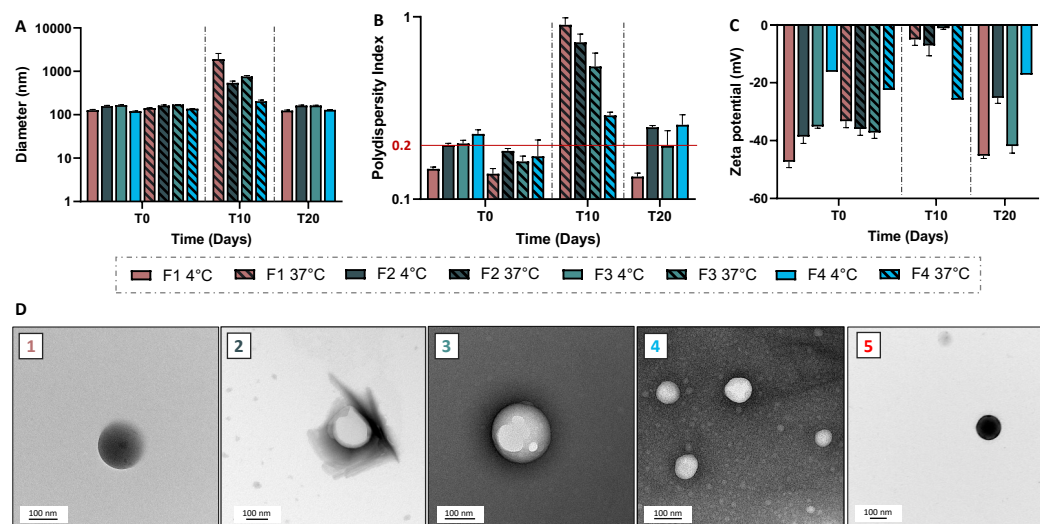 A
Diameter (nm)
10000
1000
100
10
1
T0
T10
T20
Time (Days)
B
Polydispersity Index
1
0.2
0.1
T0
T10
T20
Time (Days)
C
Zeta potential (mV)
0
-20
-40
-60
T0
T10
T20
Time (Days)
F1 4°C
F1 37°C
F2 4°C
F2 37°C
F3 4°C
F3 37°C
F4 4°C
F4 37°C
D
1
100 nm
2
100 nm
3
100 nm
4
100 nm
5
100 nm